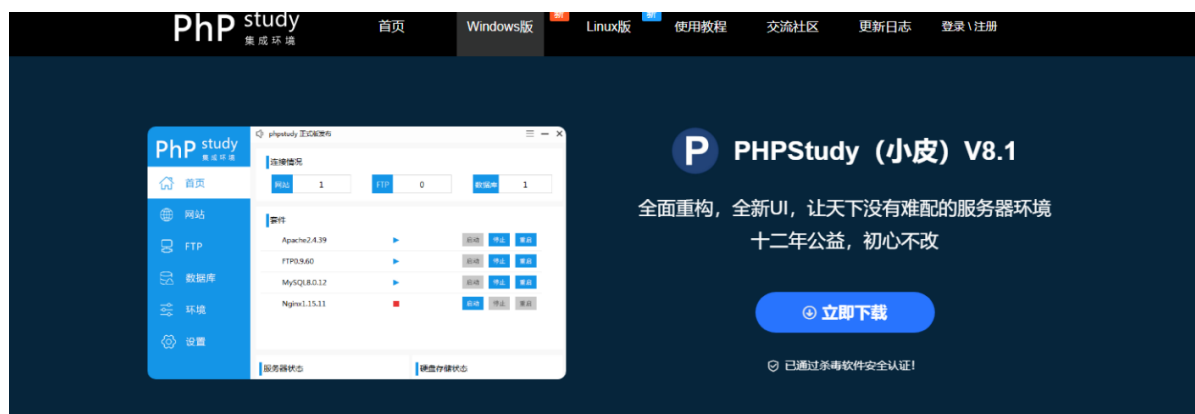 PhP study
集成环境
首页
Windows版
新
Linux版
新
使用教程
交流社区
更新日志
登录 \ 注册
PhP study
集成环境
首页
网站
FTP
数据库
环境
设置
phpstudy 正式版发布
连接情况
网站 1 FTP 0 数据库 1
套件
Apache2.4.39 启动 停止 重启
FTP0.9.60 启动 停止 重启
MySQL8.0.12 启动 停止 重启
Nginx1.15.11 启动 停止 重启
服务器状态
硬盘存储状态
P
PHPStudy（小皮）V8.1
全面重构，全新UI，让天下没有难配的服务器环境
十二年公益，初心不改
立即下载
已通过杀毒软件安全认证！